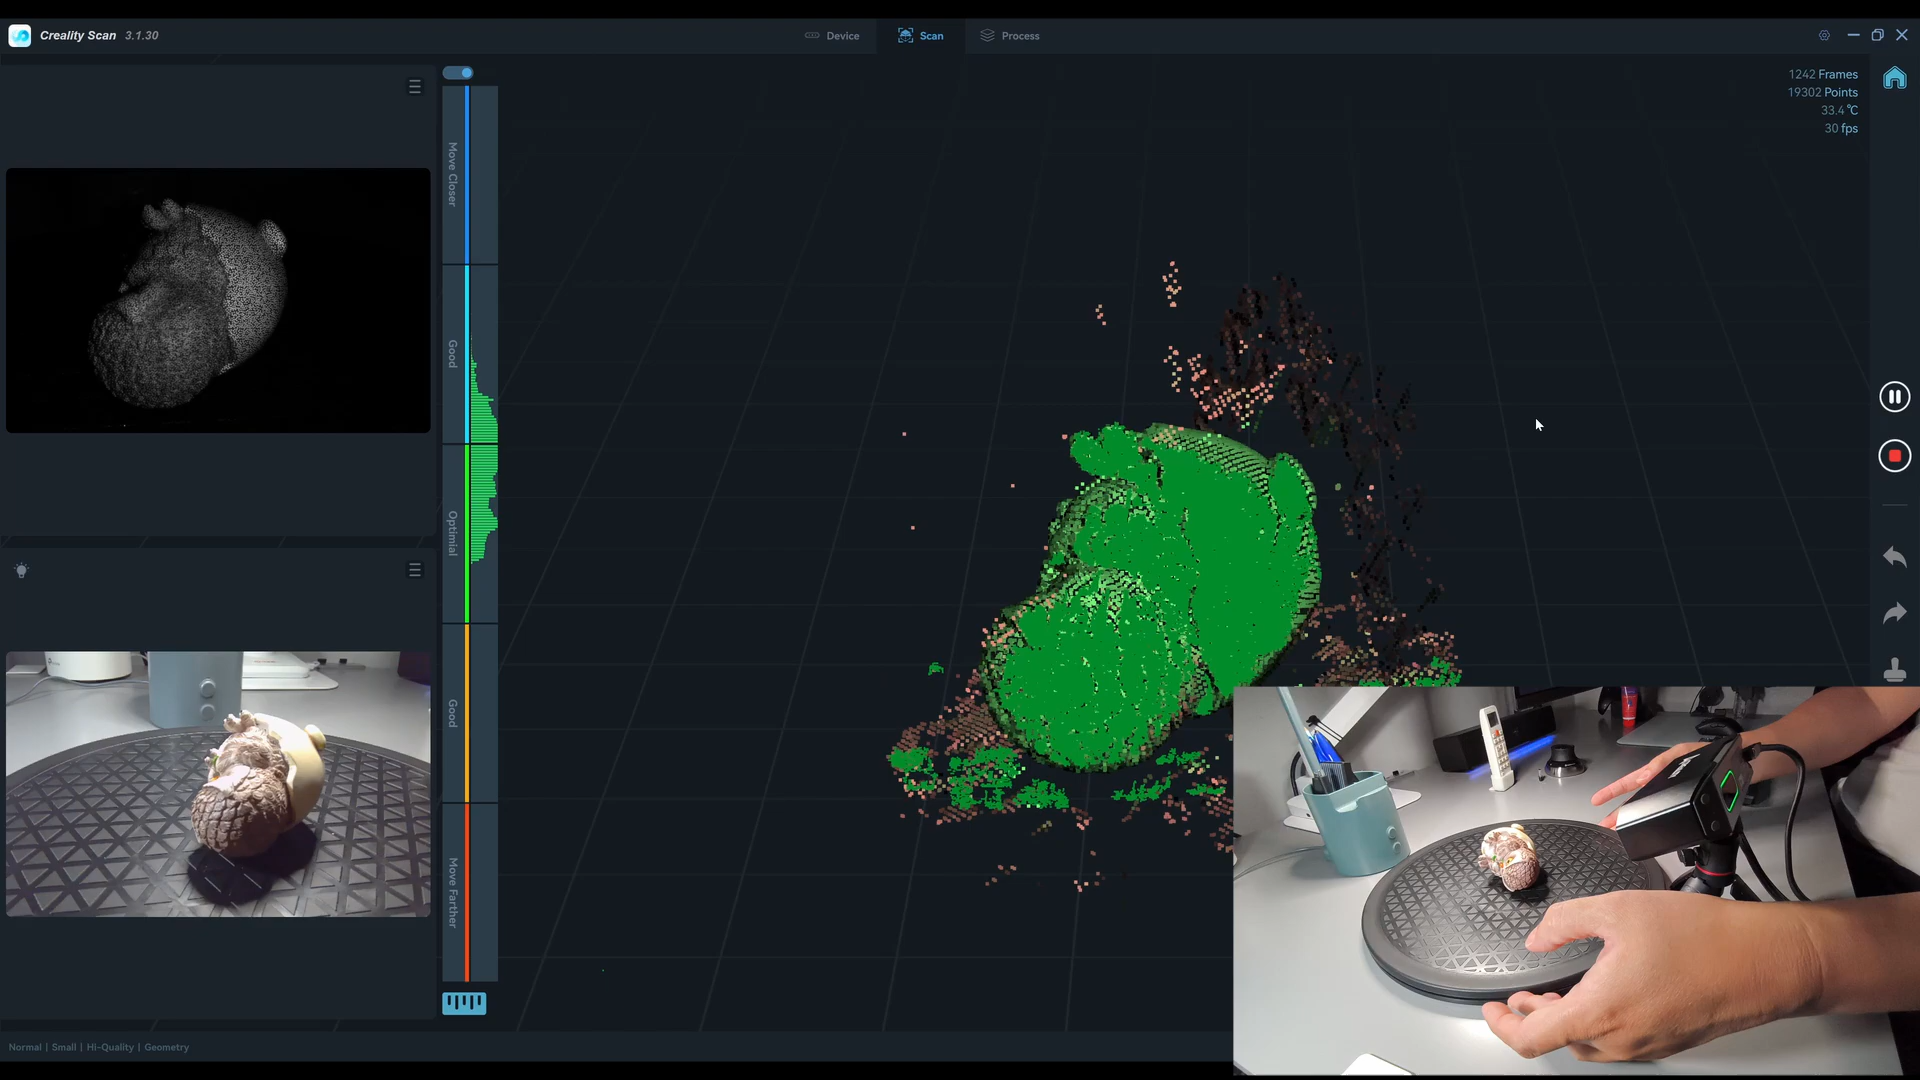 Creality Scan 3.1.30
Device
Scan
Process
1242 Frames
19302 Points
33.4 ℃
30 fps
Move Closer
Good
Optimial
Good
Move Farther
Normal | Small | Hi-Quality | Geometry